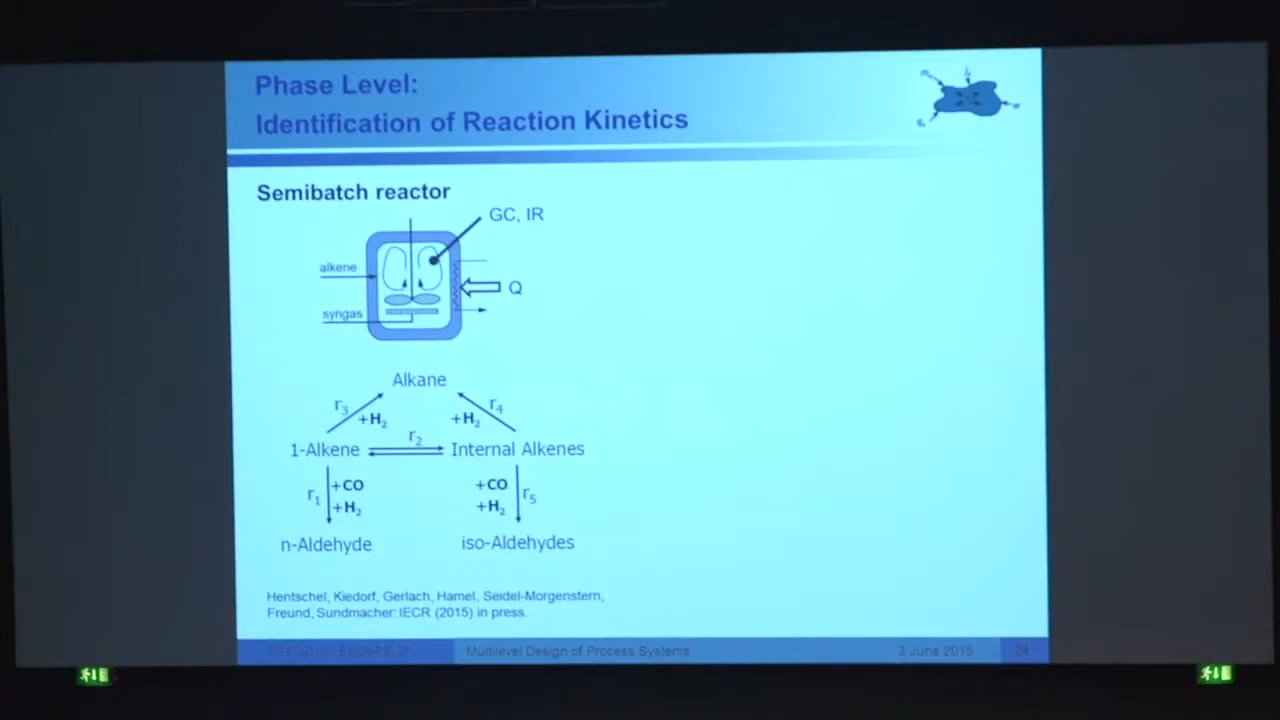 Phase Level:
Identification of Reaction Kinetics
Semibatch reactor
GC, IR
alkene
Q
syngas
Alkane
r3 +H2
+H2 r4
1-Alkene r2 Internal Alkenes
r1 +CO
+H2
+CO r5
+H2
n-Aldehyde iso-Aldehydes
Hentschel, Kiedorf, Gerlach, Hamel, Seidel-Morgenstern,
Freund, Sundmacher: IECR (2015) in press.
Multilevel Design of Process Systems 3 June 2015 24